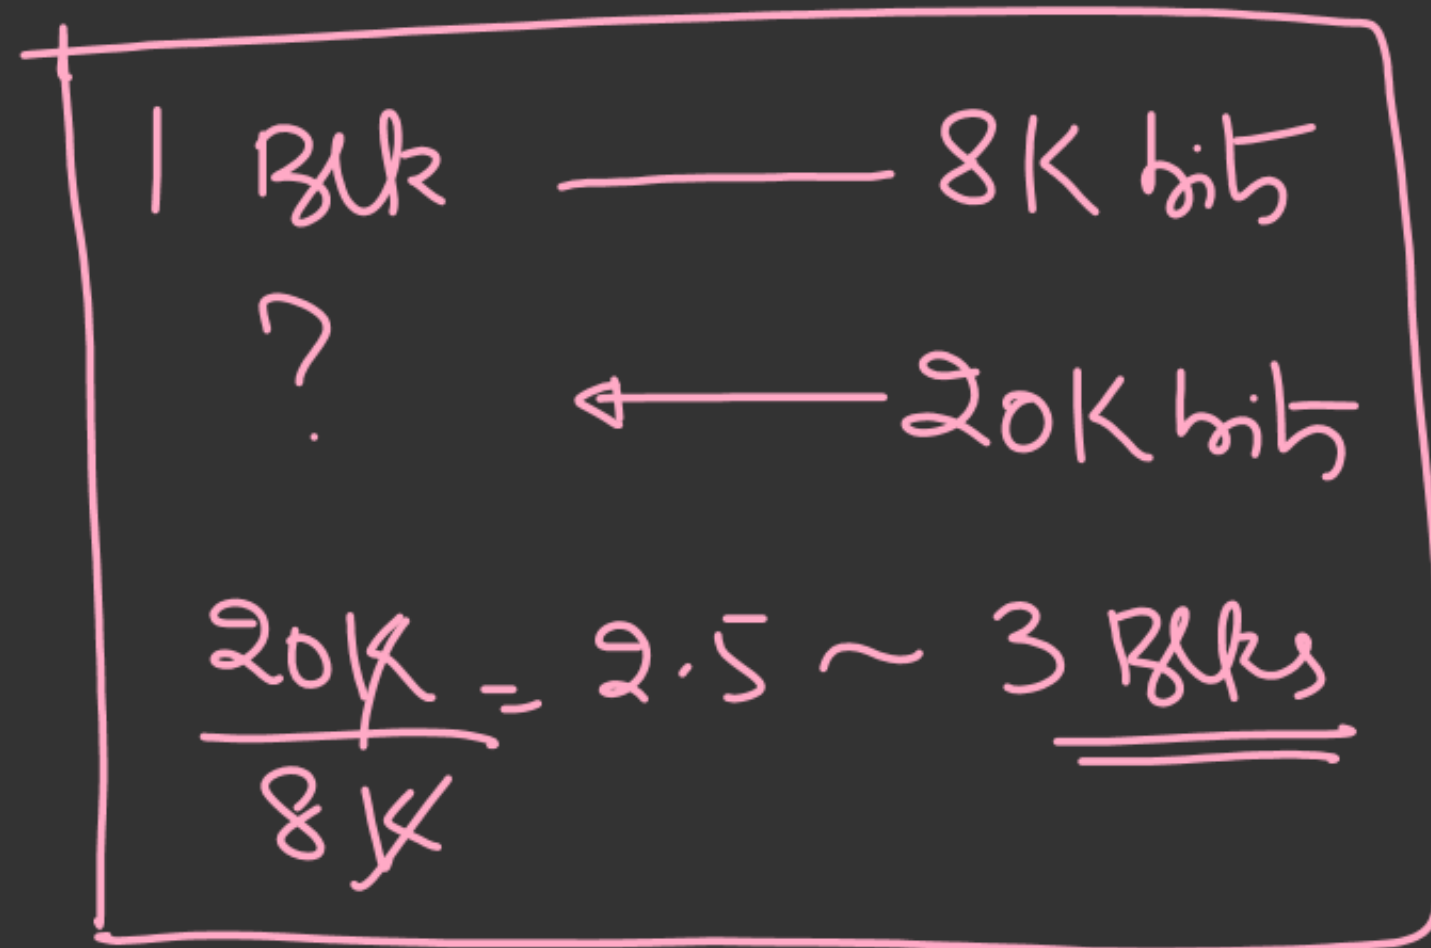 1 Blk — 8K bits
?
← 20K bits
20K = 2.5 ~ 3 Blks
8K